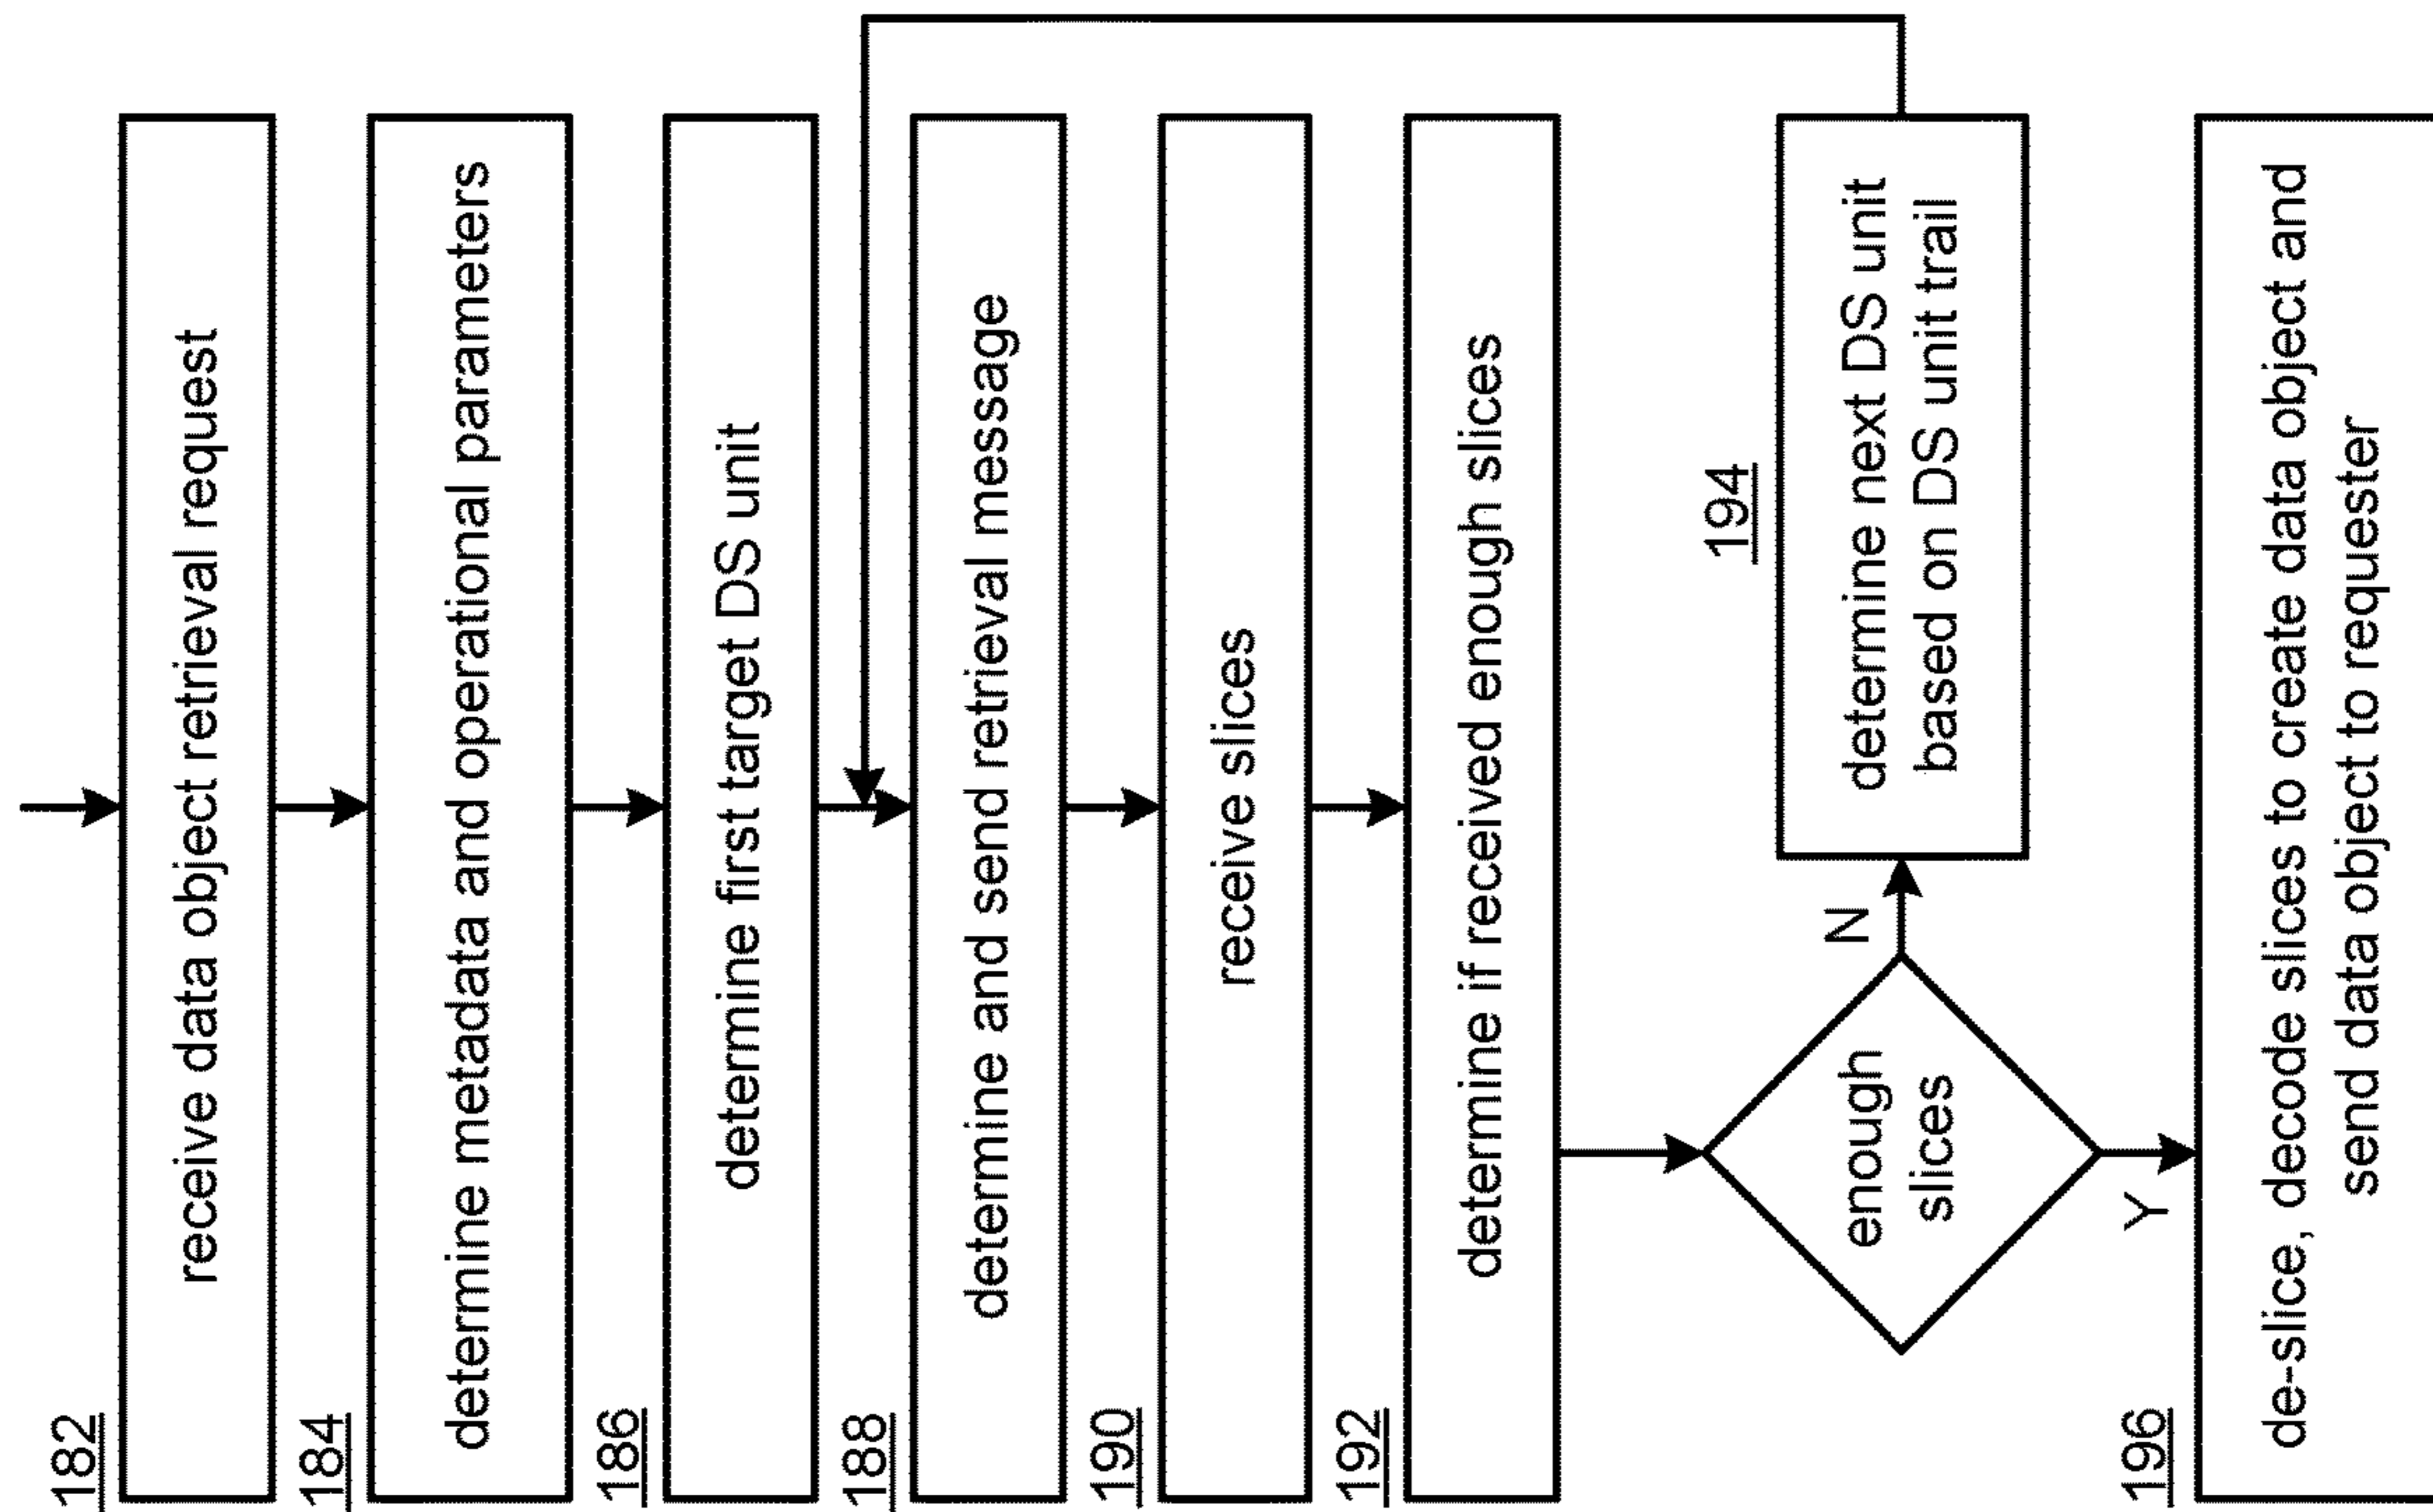 182
receive data object retrieval request
184
determine metadata and operational parameters
186
determine first target DS unit
188
determine and send retrieval message
190
receive slices
192
determine if received enough slices
enough
slices
N
194
determine next DS unit
based on DS unit trail
Y
196
de-slice, decode slices to create data object and
send data object to requester